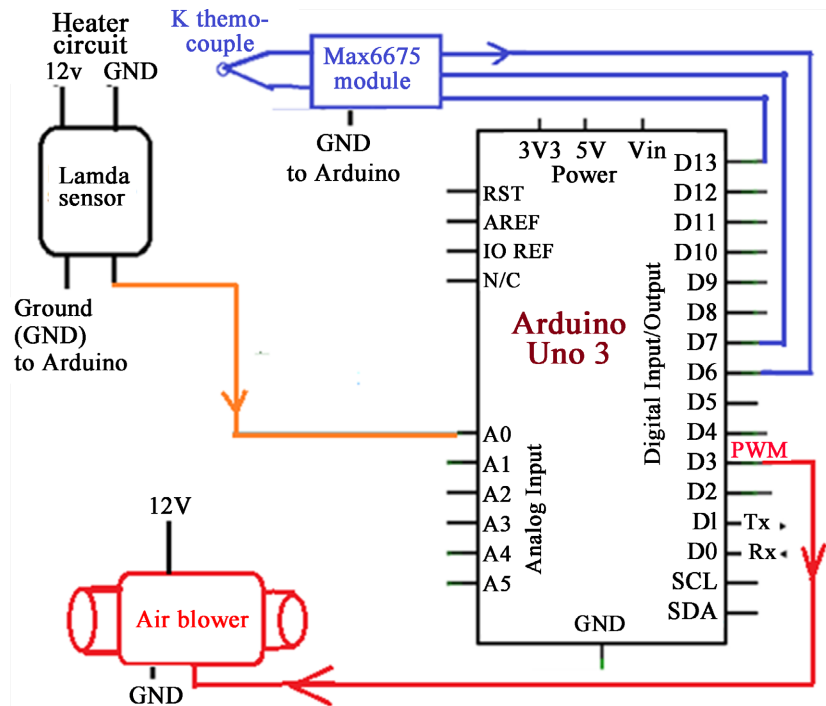 Heater
circuit
12v GND
Lamda
sensor
Ground
(GND)
to Arduino
K themo-
couple
Max6675
module
GND
to Arduino
3V3 5V Vin
Power
RST
AREF
IO REF
N/C
Arduino
Uno 3
A0
A1
A2
A3
A4
A5
Analog Input
Digital Input/Output
D13
D12
D11
D10
D9
D8
D7
D6
D5
D4
D3
PWM
D2
Dl Tx
D0 Rx
SCL
SDA
GND
12V
Air blower
GND